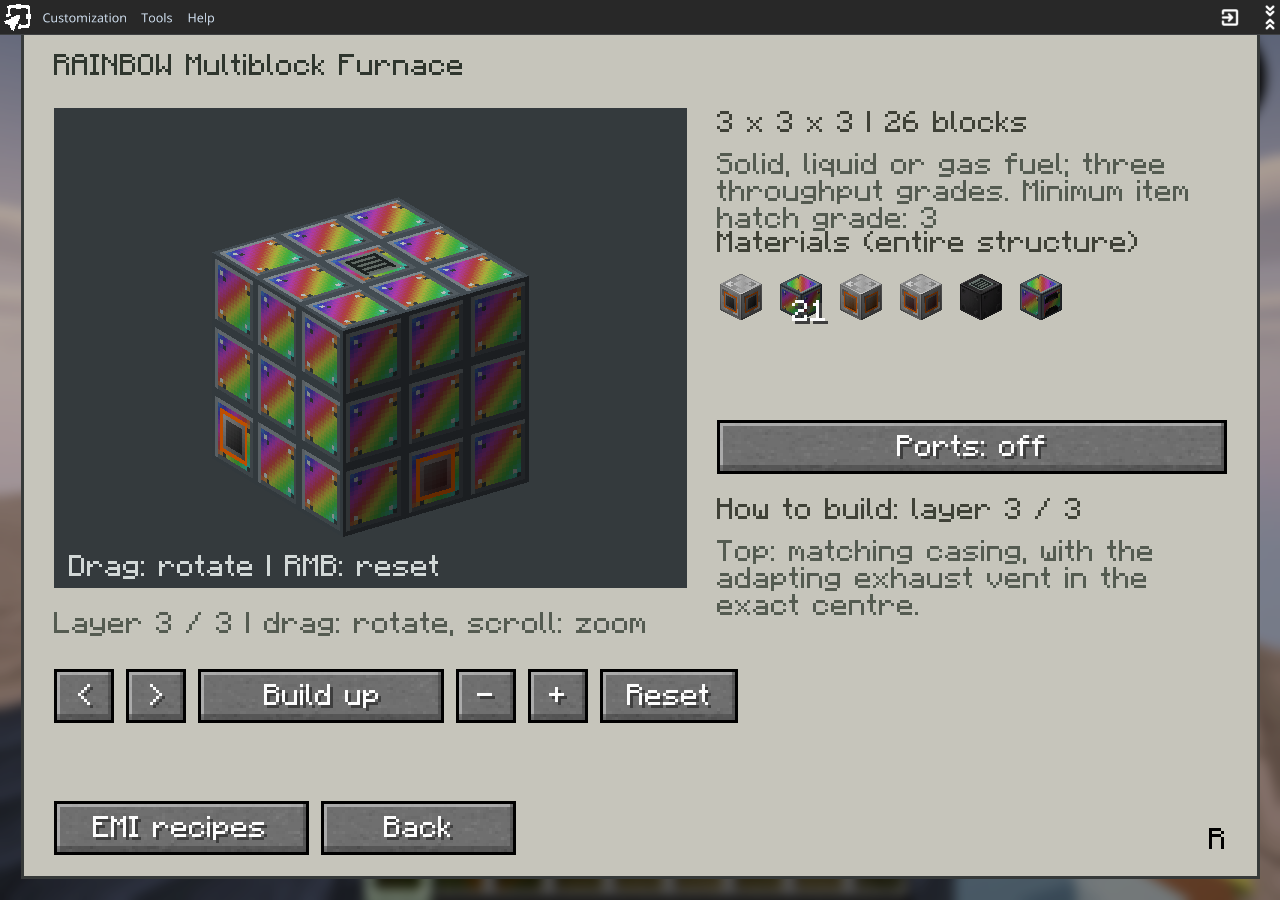 Customization Tools Help
RAINBOW Multiblock Furnace
3 x 3 x 3 | 26 blocks
Solid, liquid or gas fuel; three
throughput grades. Minimum item
hatch grade: 3
Materials (entire structure)
21
Ports: off
How to build: layer 3 / 3
Top: matching casing, with the
adapting exhaust vent in the
exact centre.
Drag: rotate | RMB: reset
Layer 3 / 3 | drag: rotate, scroll: zoom
< > Build up - + Reset
EMI recipes Back
R